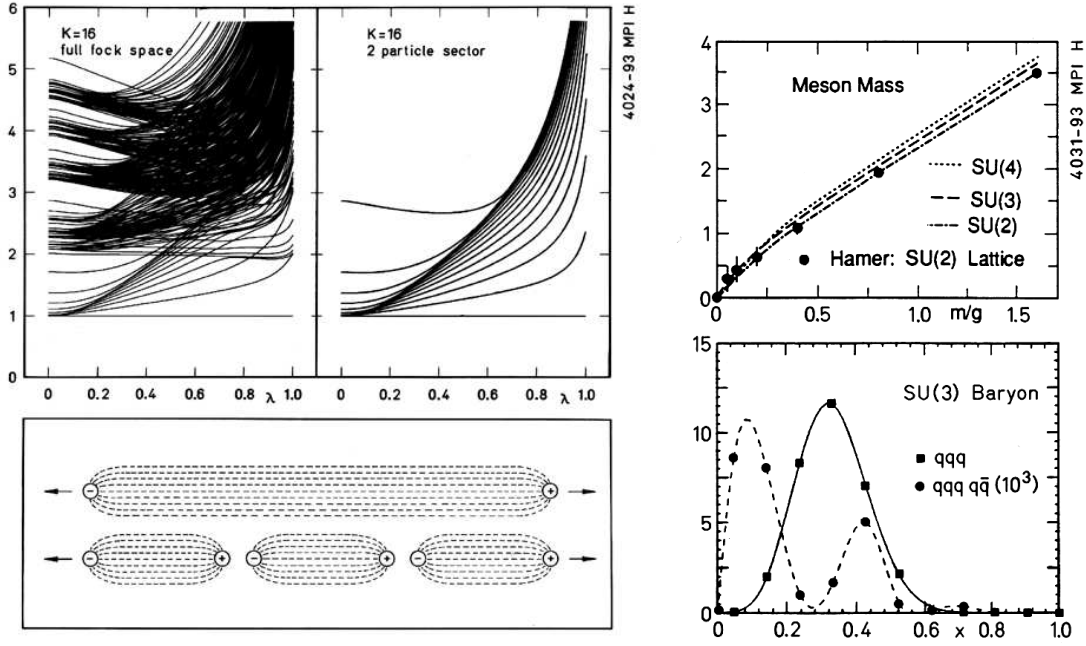 K=16
full fock space
K=16
2 particle sector
6
5
4
3
2
1
0
0 0.2 0.4 0.6 0.8 λ 1.0
0 0.2 0.4 0.6 0.8 λ 1.0
4024-93 MPI H
− +
− + − + − +
4
3
2
1
0
Meson Mass
SU(4)
SU(3)
SU(2)
Hamer: SU(2) Lattice
0 0.5 1.0 m/g 1.5
4031-93 MPI H
15
10
5
0
SU(3) Baryon
qqq
qqq qq̄ (10³)
0 0.2 0.4 0.6 x 0.8 1.0